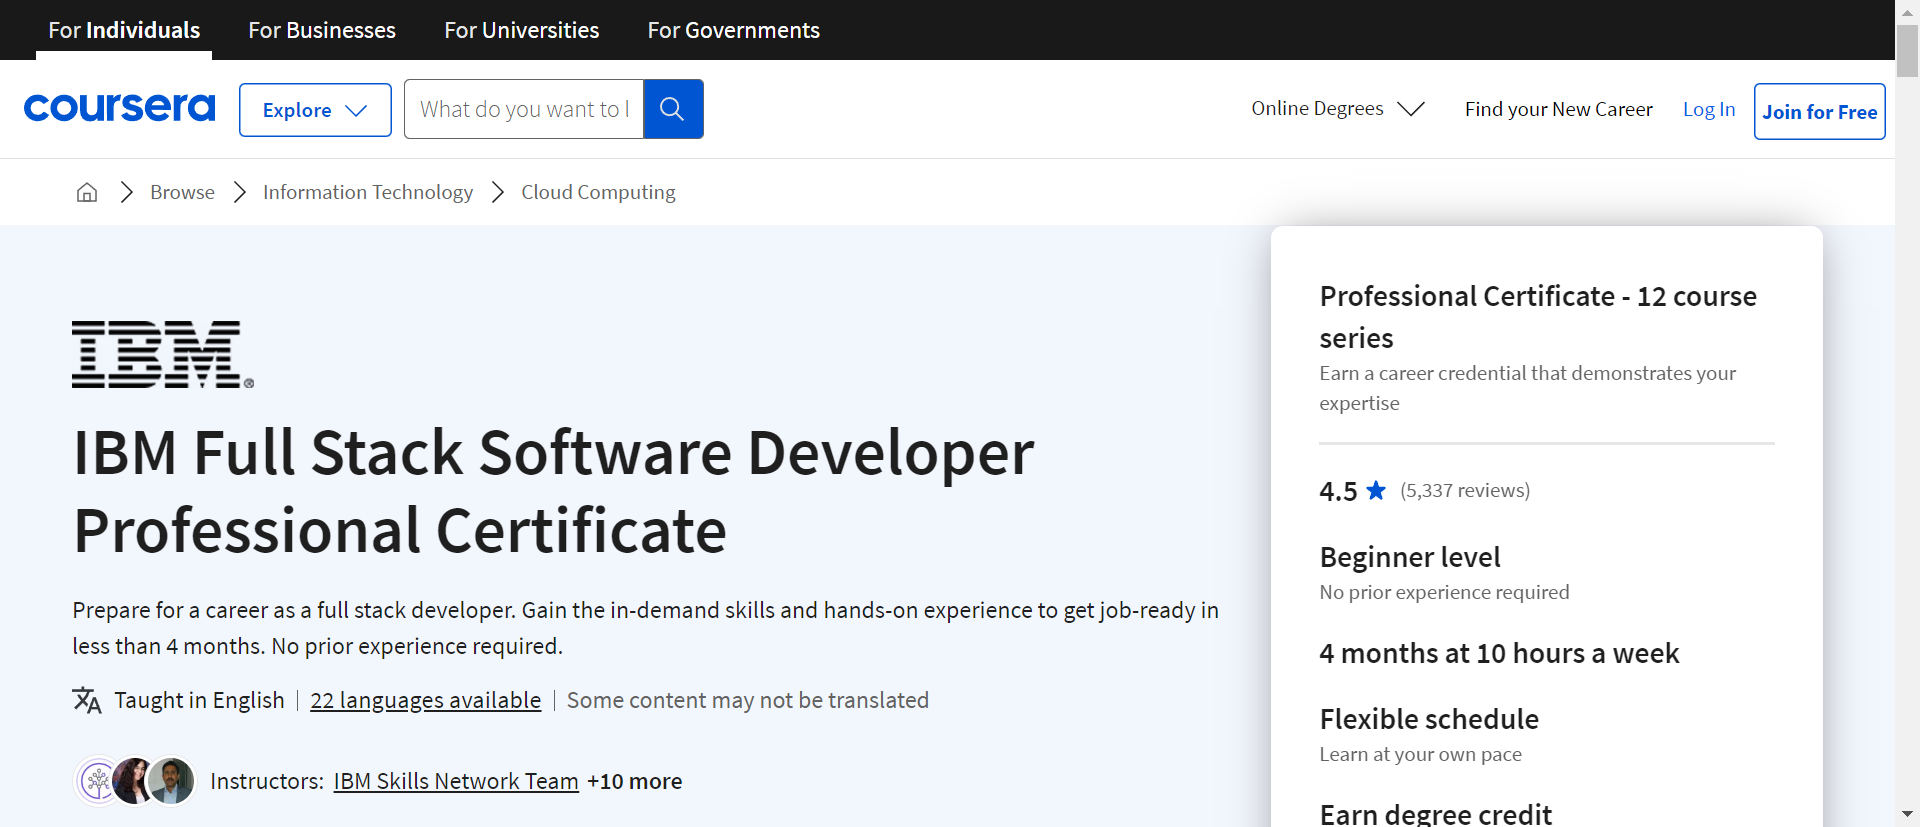 For Individuals For Businesses For Universities For Governments
coursera Explore What do you want to l Online Degrees Find your New Career Log In Join for Free
Browse Information Technology Cloud Computing
IBM®
IBM Full Stack Software Developer
Professional Certificate
Prepare for a career as a full stack developer. Gain the in-demand skills and hands-on experience to get job-ready in
less than 4 months. No prior experience required.
Taught in English | 22 languages available | Some content may not be translated
Instructors: IBM Skills Network Team +10 more
Professional Certificate - 12 course
series
Earn a career credential that demonstrates your
expertise
4.5 (5,337 reviews)
Beginner level
No prior experience required
4 months at 10 hours a week
Flexible schedule
Learn at your own pace
Earn degree credit